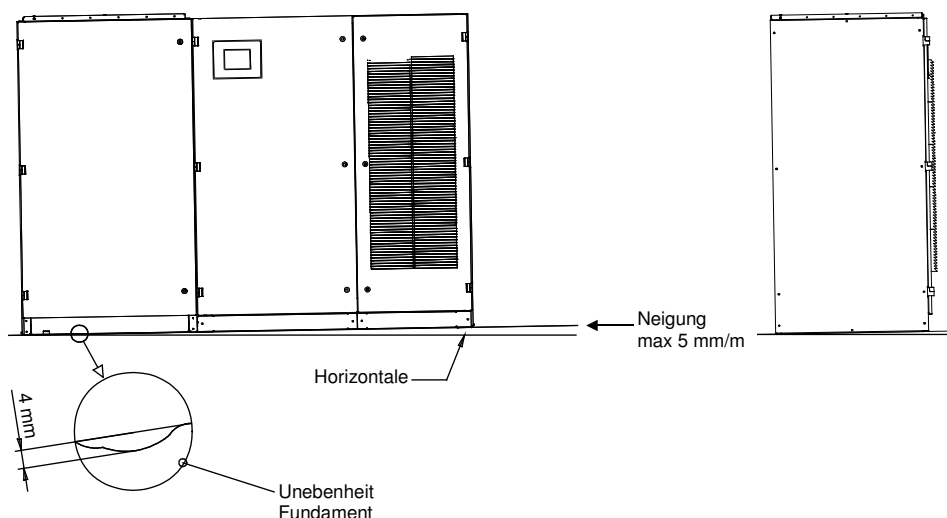 Neigung
max 5 mm/m
Horizontale
4 mm
Unebenheit
Fundament